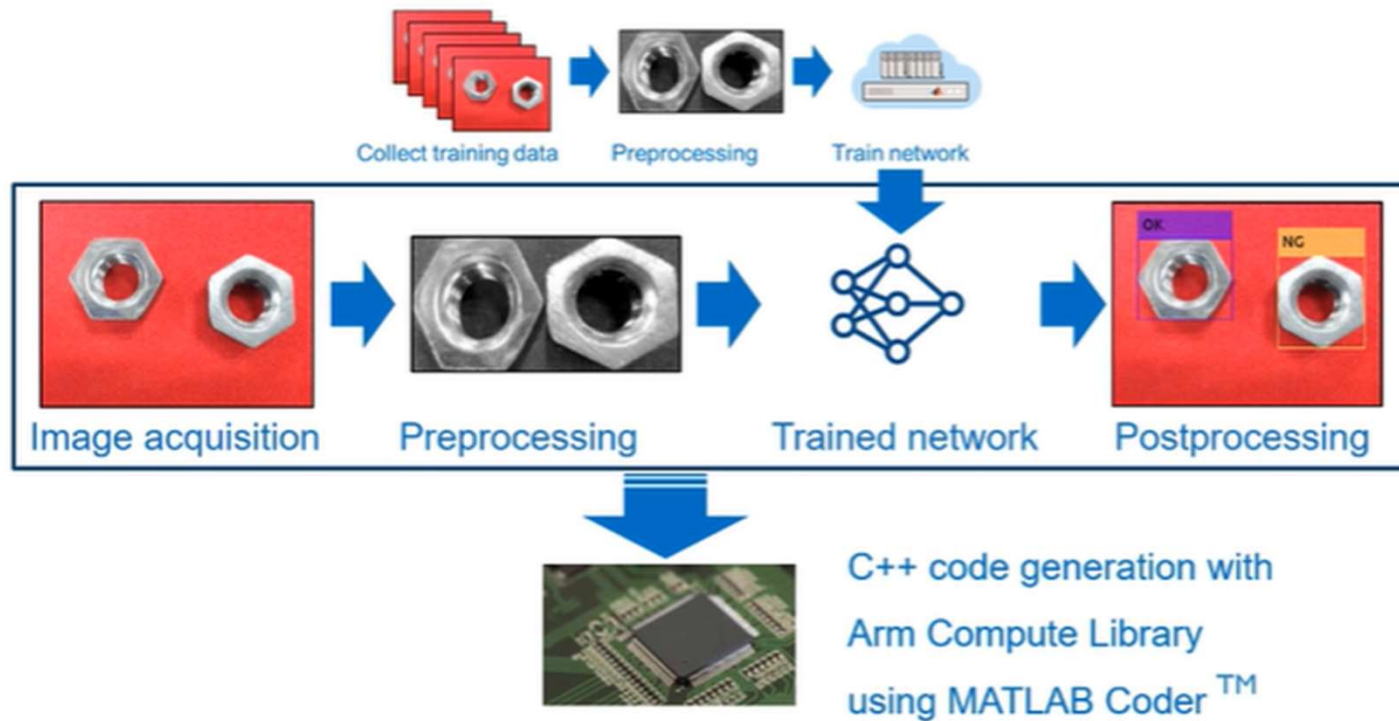 Collect training data
Preprocessing
Train network
OK
NG
Image acquisition
Preprocessing
Trained network
Postprocessing
C++ code generation with
Arm Compute Library
using MATLAB Coder TM